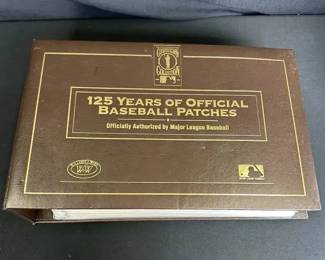 125 YEARS OF OFFICIAL
BASEBALL PATCHES
Officially Authorized by Major League Baseball